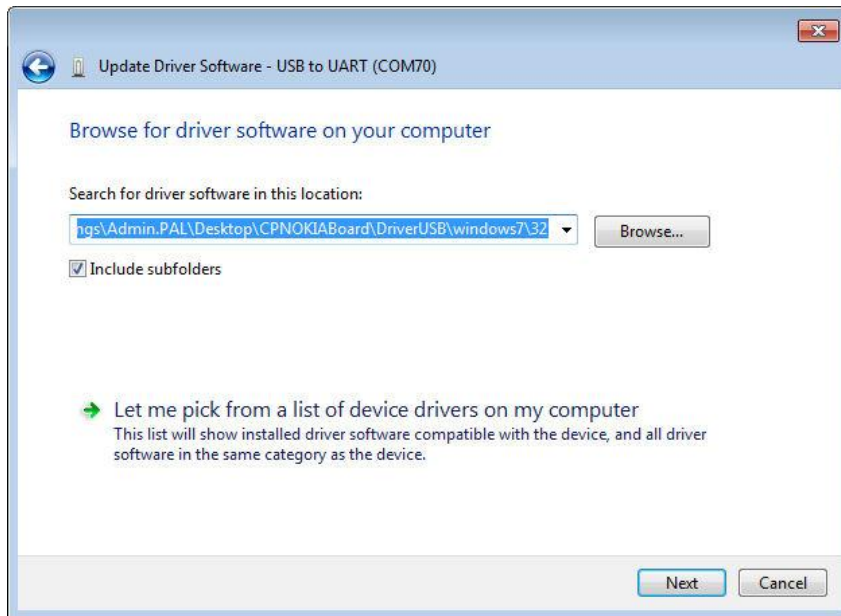 Update Driver Software - USB to UART (COM70)
Browse for driver software on your computer
Search for driver software in this location:
ngs\Admin.PAL\Desktop\CPNOKIABoard\DriverUSB\windows7\32
Browse...
Include subfolders
Let me pick from a list of device drivers on my computer
This list will show installed driver software compatible with the device, and all driver
software in the same category as the device.
Next
Cancel